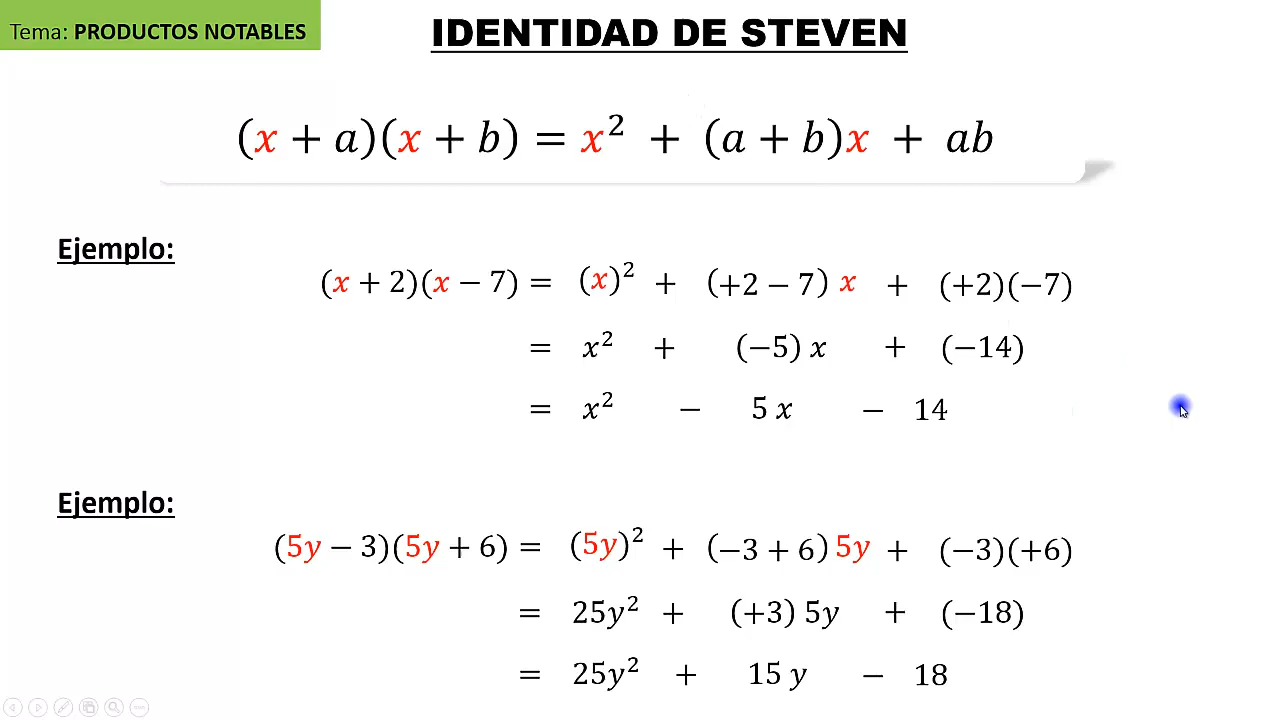 Tema: PRODUCTOS NOTABLES
IDENTIDAD DE STEVEN
(x + a)(x + b) = x² + (a + b)x + ab
Ejemplo:
(x + 2)(x − 7) = (x)² + (+2 − 7) x + (+2)(−7)
= x² + (−5) x + (−14)
= x² − 5 x − 14
Ejemplo:
(5y − 3)(5y + 6) = (5y)² + (−3 + 6) 5y + (−3)(+6)
= 25y² + (+3) 5y + (−18)
= 25y² + 15 y − 18